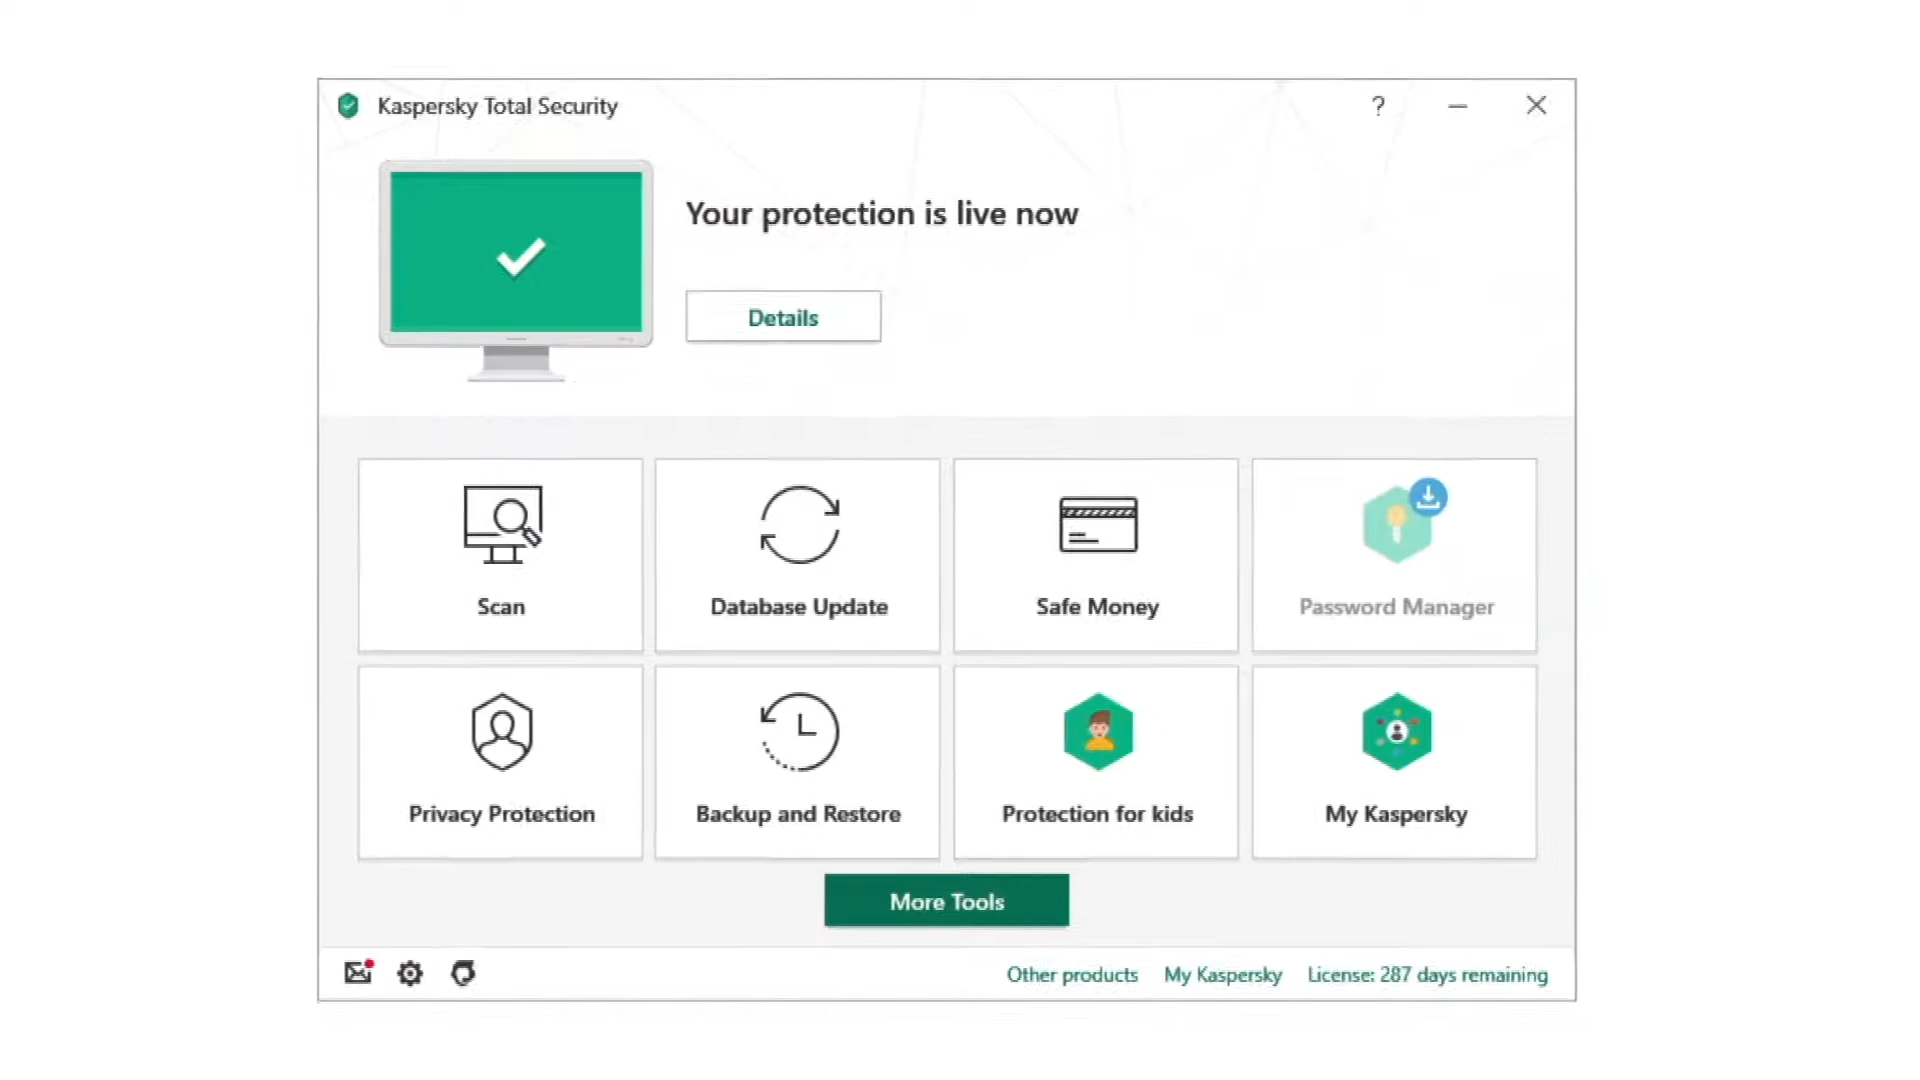 Kaspersky Total Security
?
Your protection is live now
Details
Scan
Database Update
Safe Money
Password Manager
Privacy Protection
Backup and Restore
Protection for kids
My Kaspersky
More Tools
Other products My Kaspersky License: 287 days remaining